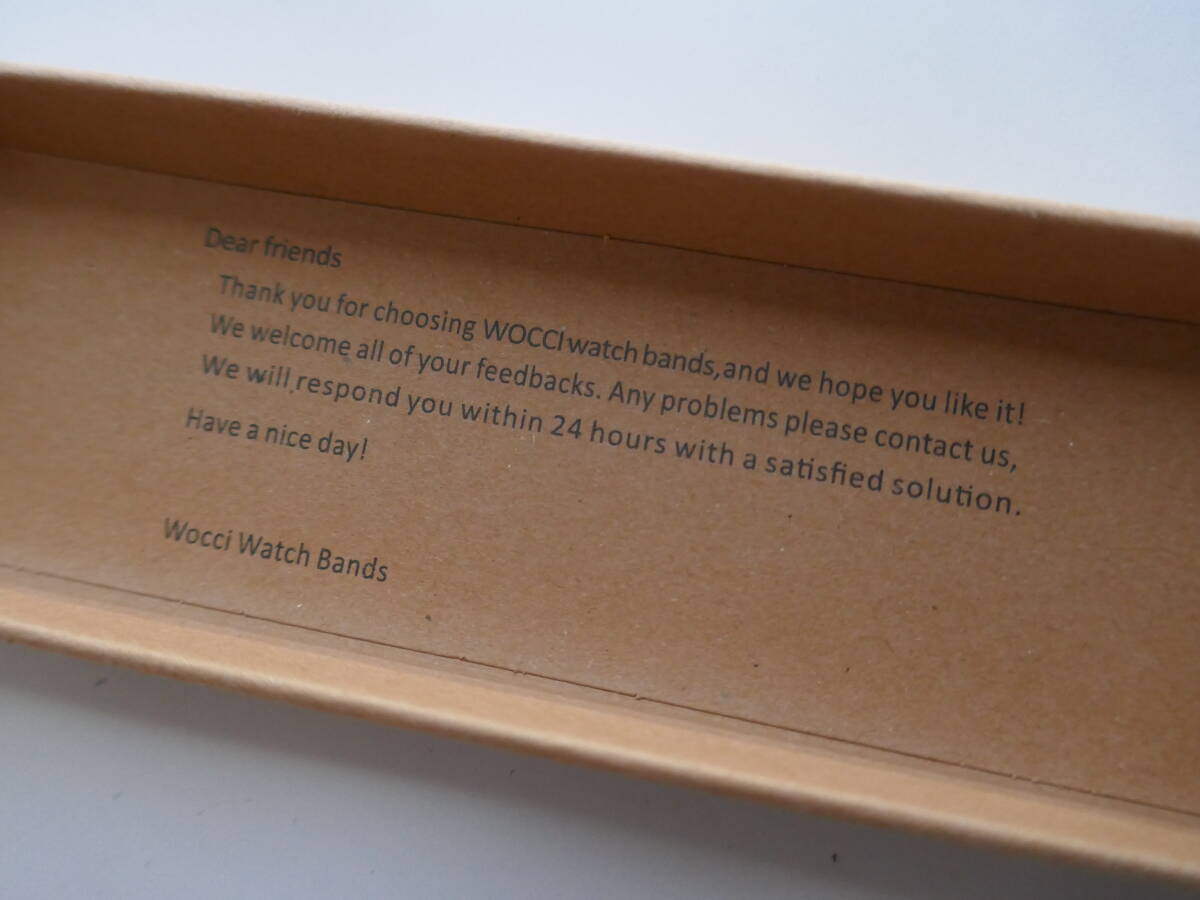 Dear friends
Thank you for choosing WOCCI watch bands,and we hope you like it!
We welcome all of your feedbacks. Any problems please contact us,
We will respond you within 24 hours with a satisfied solution.
Have a nice day!
Wocci Watch Bands